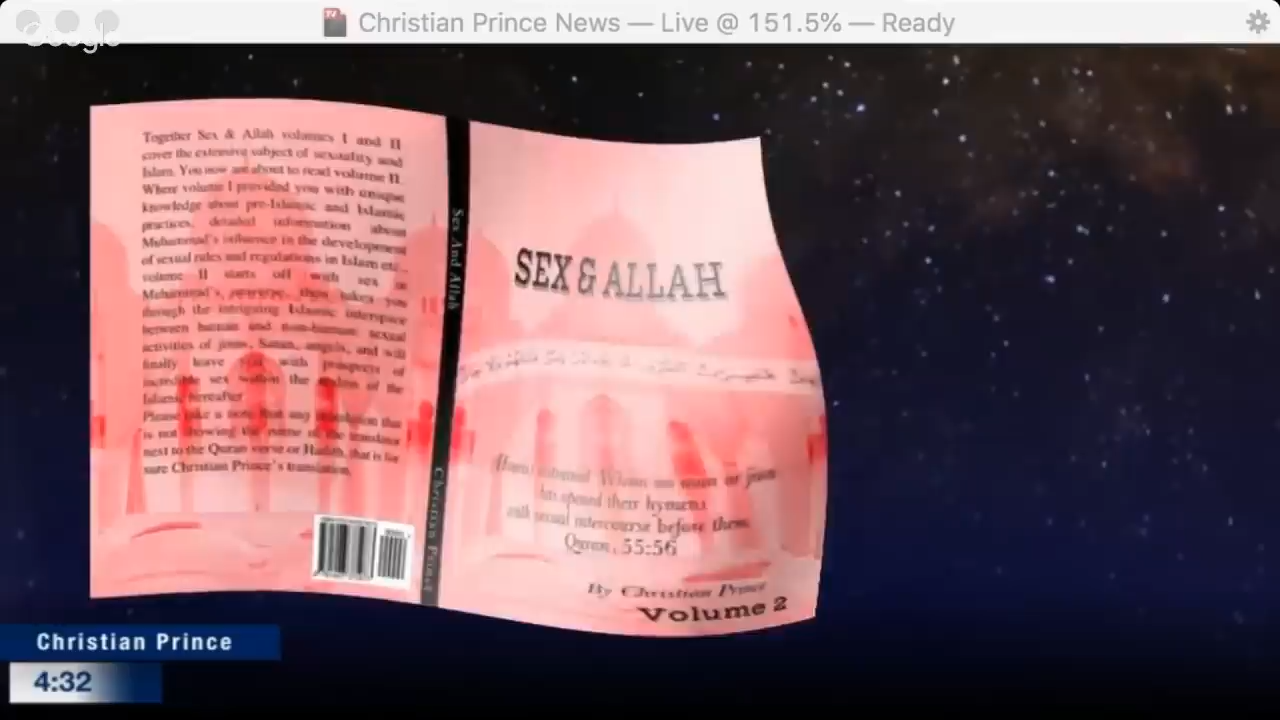 Christian Prince News — Live @ 151.5% — Ready
Google
Together Sex & Allah volumes I and II
cover the extensive subject of sexuality and
Islam. You now are about to read volume II.
Where volume I provided you with unique
knowledge about pre-Islamic and Islamic
practices, detailed information about
Muhammad's influence in the development
of sexual rules and regulations in Islam etc.,
volume II starts off with sex in
Muhammad's then takes you
through the intriguing Islamic interspace
between human and non-human sexual
activities of jinns, Satan, angels, and will
finally leave you with prospects of
incredible sex within the realms of the
Islamic hereafter
Please take a note that any translation that
is not showing the name of the translator
next to the Quran verse or Hadith, that is for
sure Christian Prince's translation.
Sex And Allah
Christian Prince
SEX & ALLAH
Whom no man or jinn
has opened their hymens
with sexual intercourse before them.
Quran, 55:56
By Christian Prince
Volume 2
Christian Prince
4:32